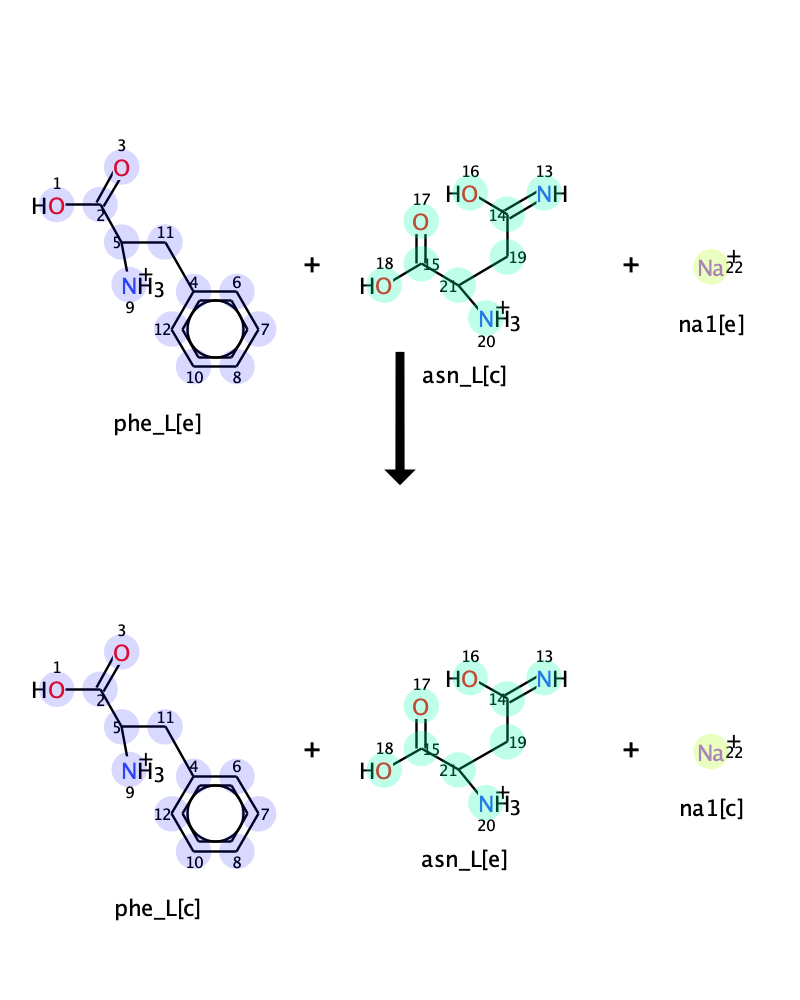 3
1
HO
O
2
5
11
NH3
+
9
4
6
12
7
10
8
phe_L[e]
+
16
13
HO
NH
17
14
O
18
15
19
HO
21
NH3
+
20
asn_L[c]
+
Na
+
22
na1[e]
3
1
HO
O
2
5
11
NH3
+
9
4
6
12
7
10
8
phe_L[c]
+
16
13
HO
NH
17
14
O
18
15
19
HO
21
NH3
+
20
asn_L[e]
+
Na
+
22
na1[c]